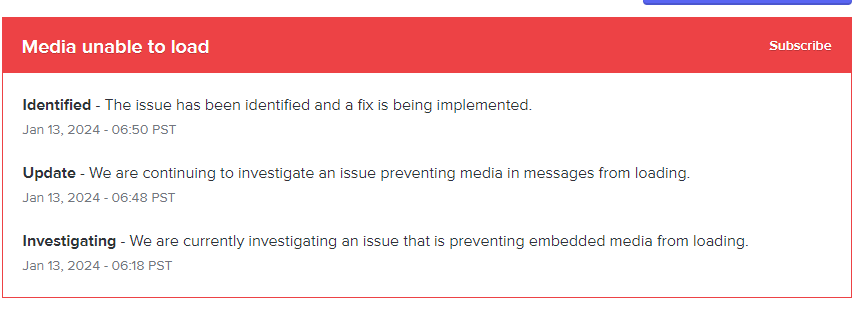 Media unable to load
Subscribe
Identified - The issue has been identified and a fix is being implemented.
Jan 13, 2024 - 06:50 PST
Update - We are continuing to investigate an issue preventing media in messages from loading.
Jan 13, 2024 - 06:48 PST
Investigating - We are currently investigating an issue that is preventing embedded media from loading.
Jan 13, 2024 - 06:18 PST